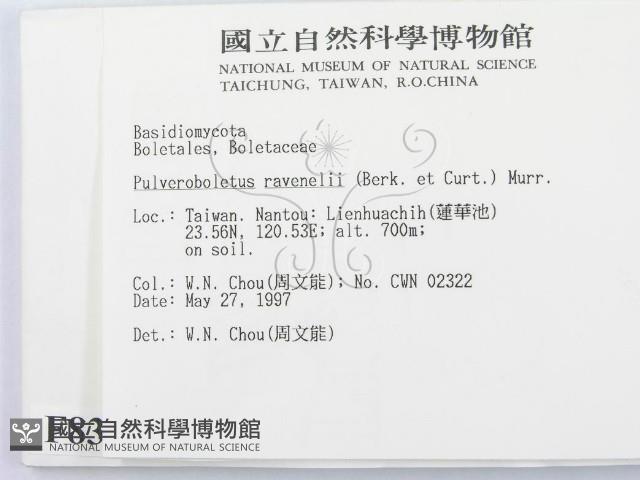 國立自然科學博物館
NATIONAL MUSEUM OF NATURAL SCIENCE
TAICHUNG, TAIWAN, R.O.CHINA
Basidiomycota
Boletales, Boletaceae
Pulveroboletus ravenelii (Berk. et Curt.) Murr.
Loc.: Taiwan. Nantou: Lienhuachih(蓮華池)
23.56N, 120.53E; alt. 700m;
on soil.
Col.: W.N. Chou(周文能); No. CWN 02322
Date: May 27, 1997
Det.: W.N. Chou(周文能)
F83
國立自然科學博物館
NATIONAL MUSEUM OF NATURAL SCIENCE